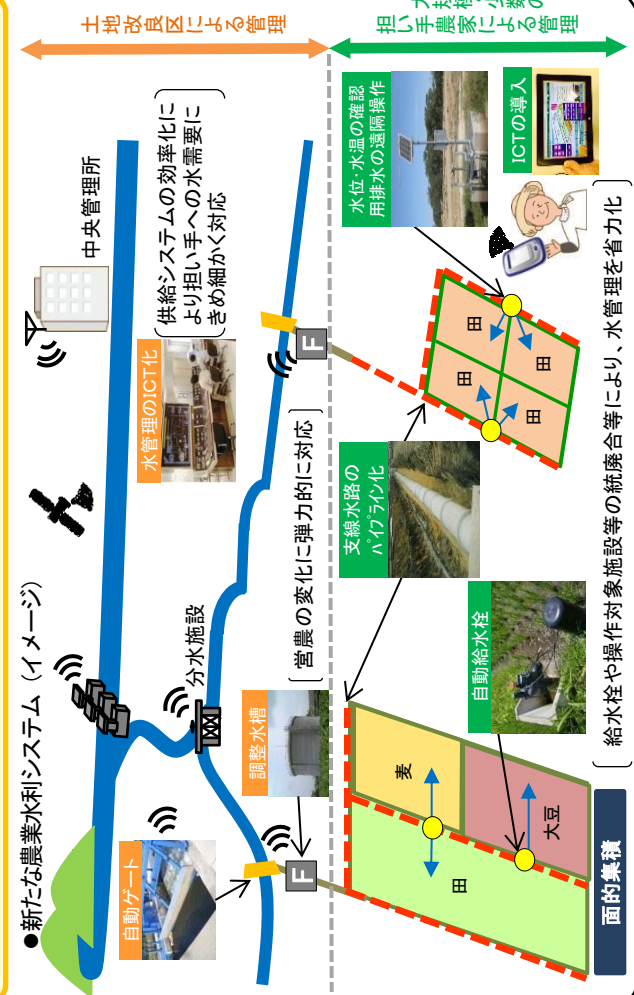 ●新たな農業水利システム（イメージ）
土地改良区による管理
担い手農家による管理
中央管理所
供給システムの効率化に
より担い手への水需要に
きめ細かく対応
水管理のICT化
分水施設
自動ゲート
調整水槽
営農の変化に弾力的に対応
F
F
水位・水温の確認
用排水の遠隔操作
ICTの導入
支線水路の
パイプライン化
自動給水栓
田
麦
大豆
田
田
田
田
給水栓や操作対象施設等の統廃合等により、水管理を省力化
面的集積